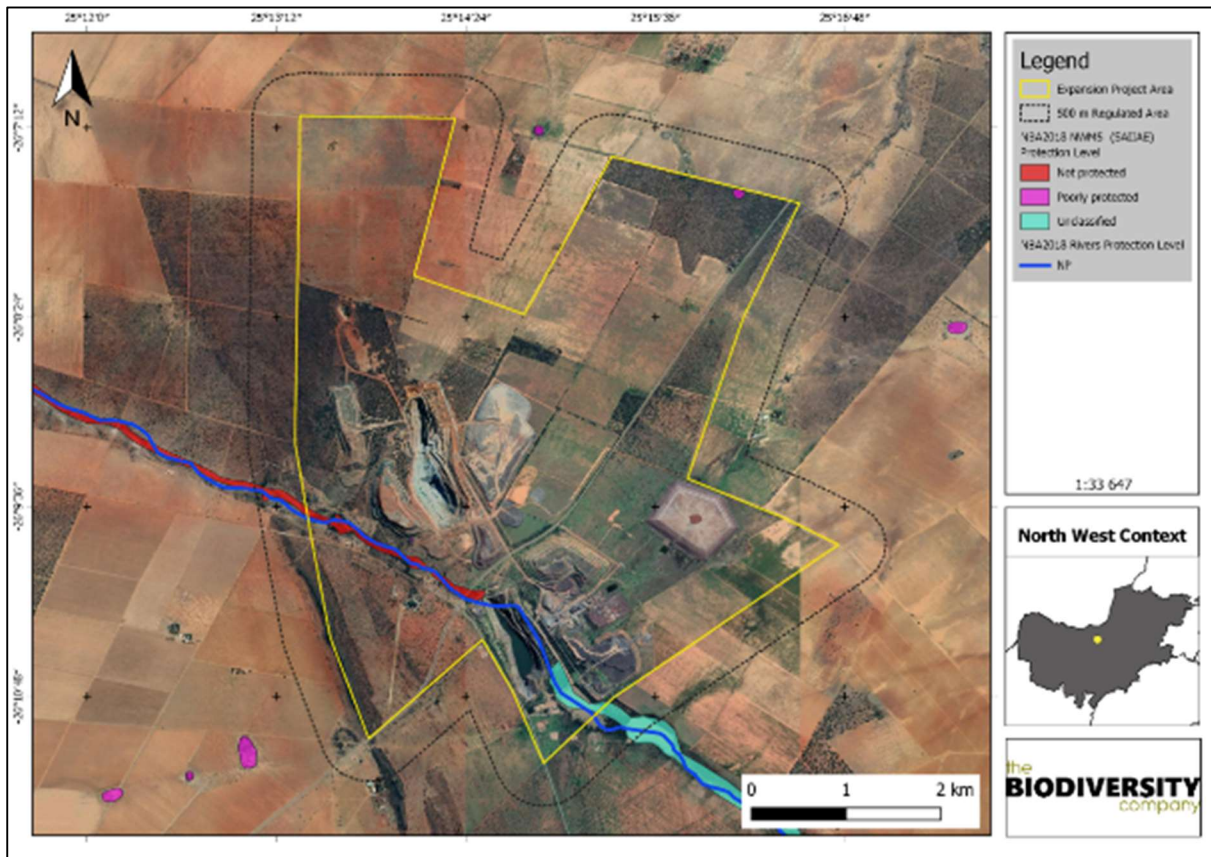 25°12'0"
25°13'12"
25°14'24"
25°15'36"
25°16'48"
N
Legend
Expansion Project Area
500 m Regulated Area
NBA2018 NWM5 (SAIIAE)
Protection Level
Not protected
Poorly protected
Unclassified
NBA2018 Rivers Protection Level
NP
1:33 647
North West Context
0 1 2 km
the
BIODIVERSITY
company